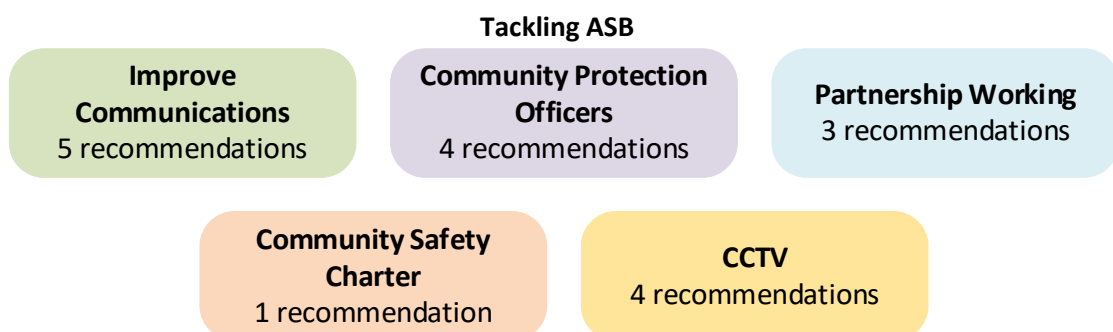 Tackling ASB
Improve
Communications
5 recommendations
Community Protection
Officers
4 recommendations
Partnership Working
3 recommendations
Community Safety
Charter
1 recommendation
CCTV
4 recommendations